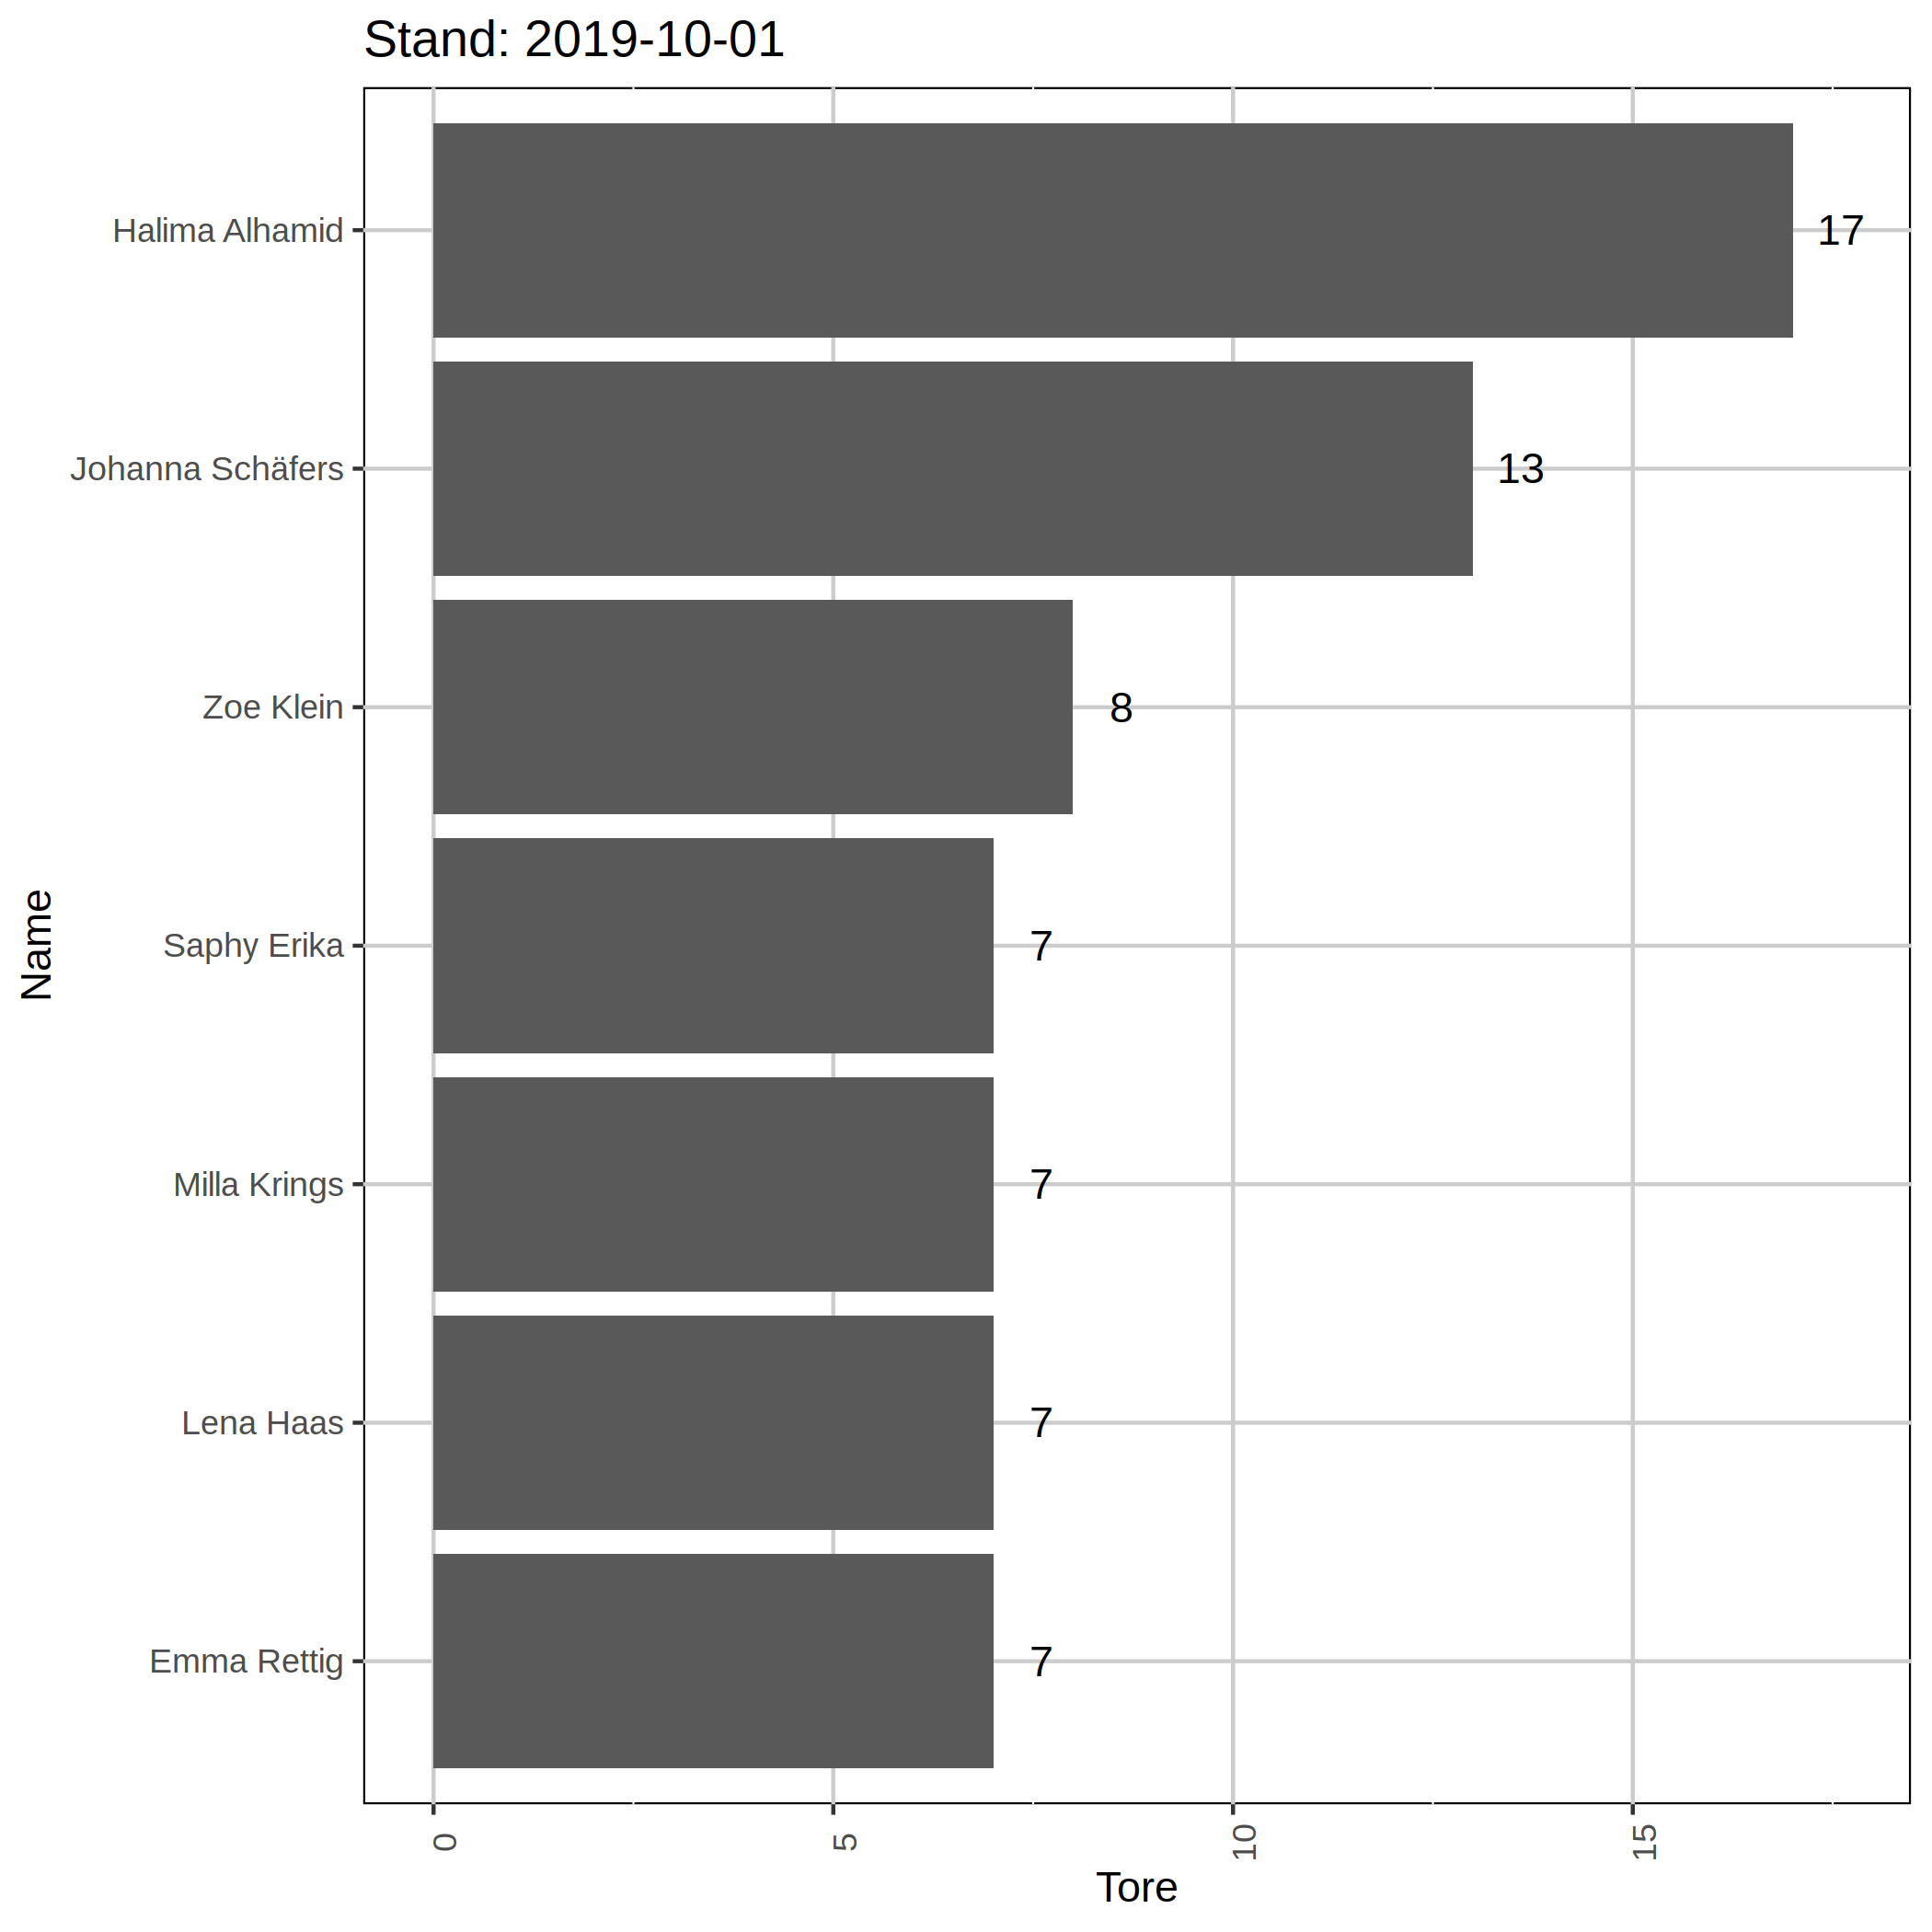 Stand: 2019-10-01
Name
Halima Alhamid 17
Johanna Schäfers 13
Zoe Klein 8
Saphy Erika 7
Milla Krings 7
Lena Haas 7
Emma Rettig 7
0 5 10 15
Tore